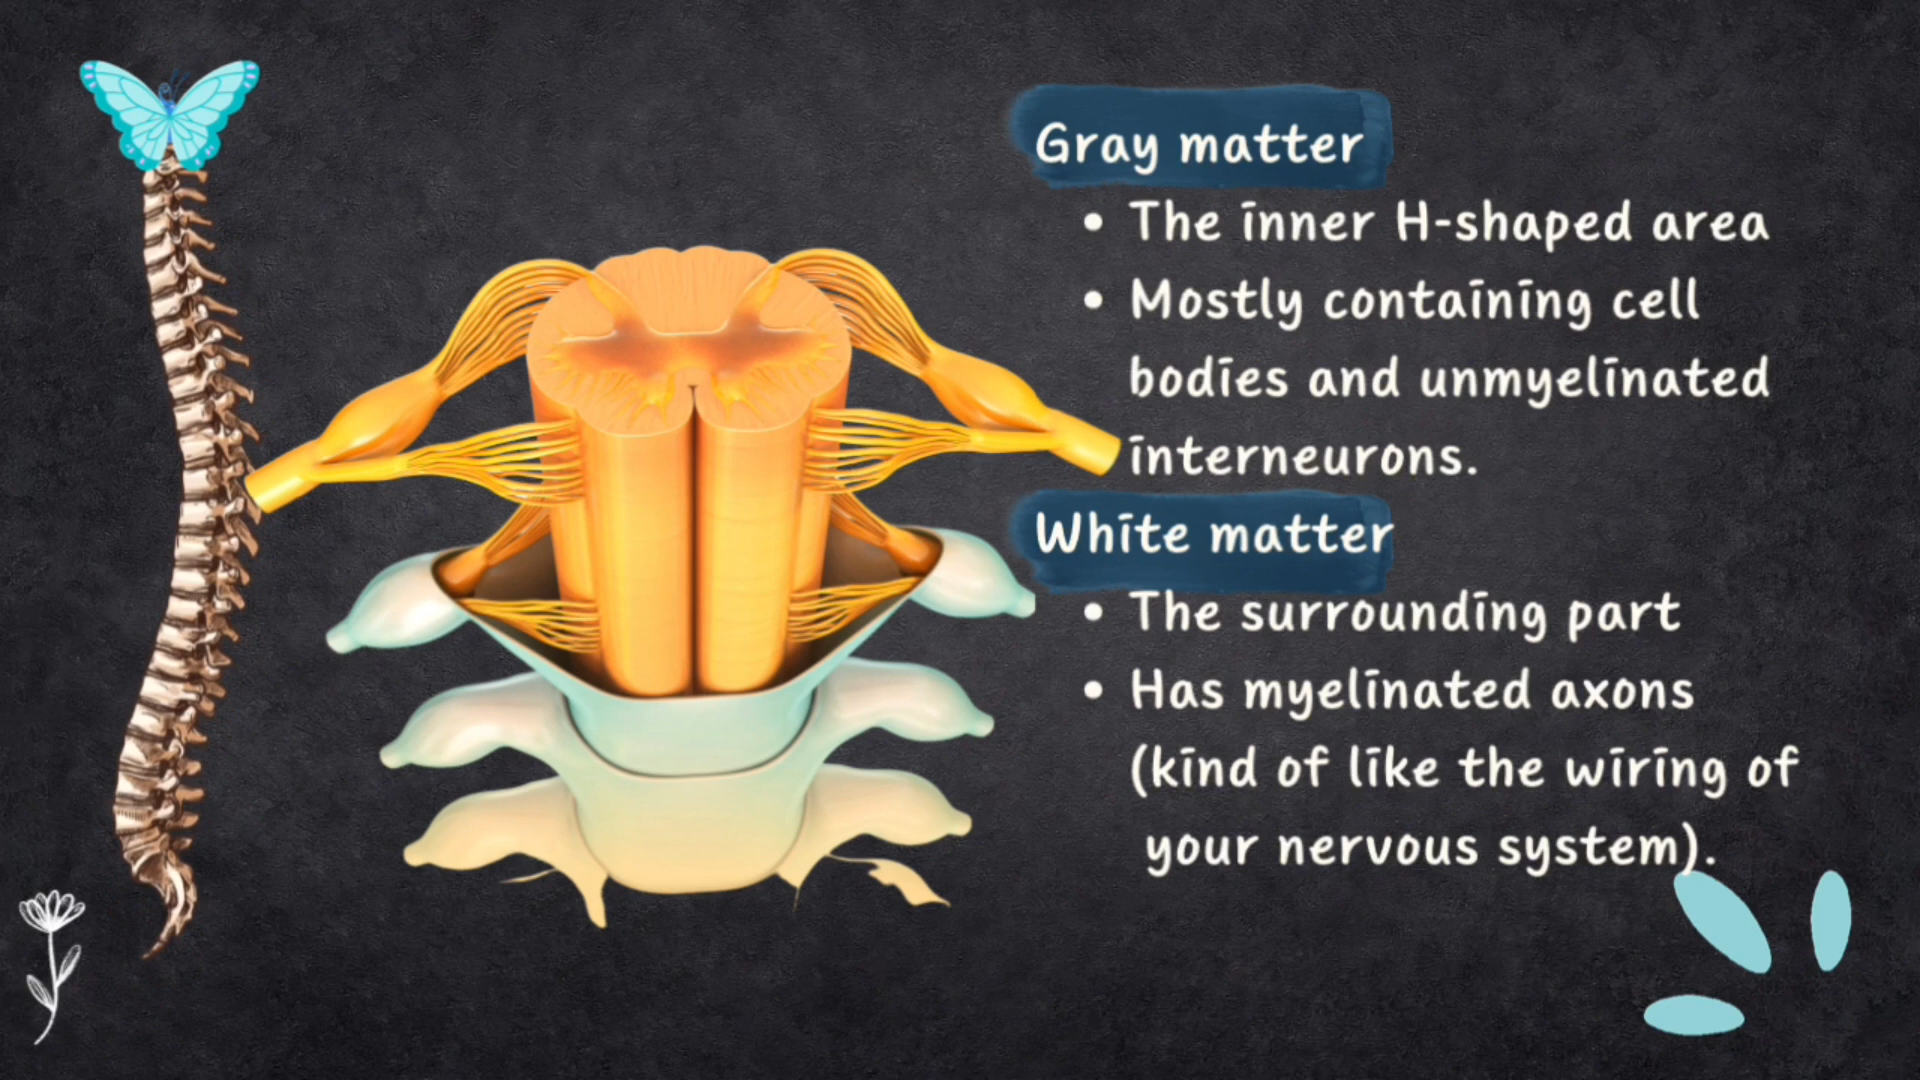 Gray matter
• The inner H-shaped area
• Mostly containing cell
bodies and unmyelinated
interneurons.
White matter
• The surrounding part
• Has myelinated axons
(kind of like the wiring of
your nervous system).